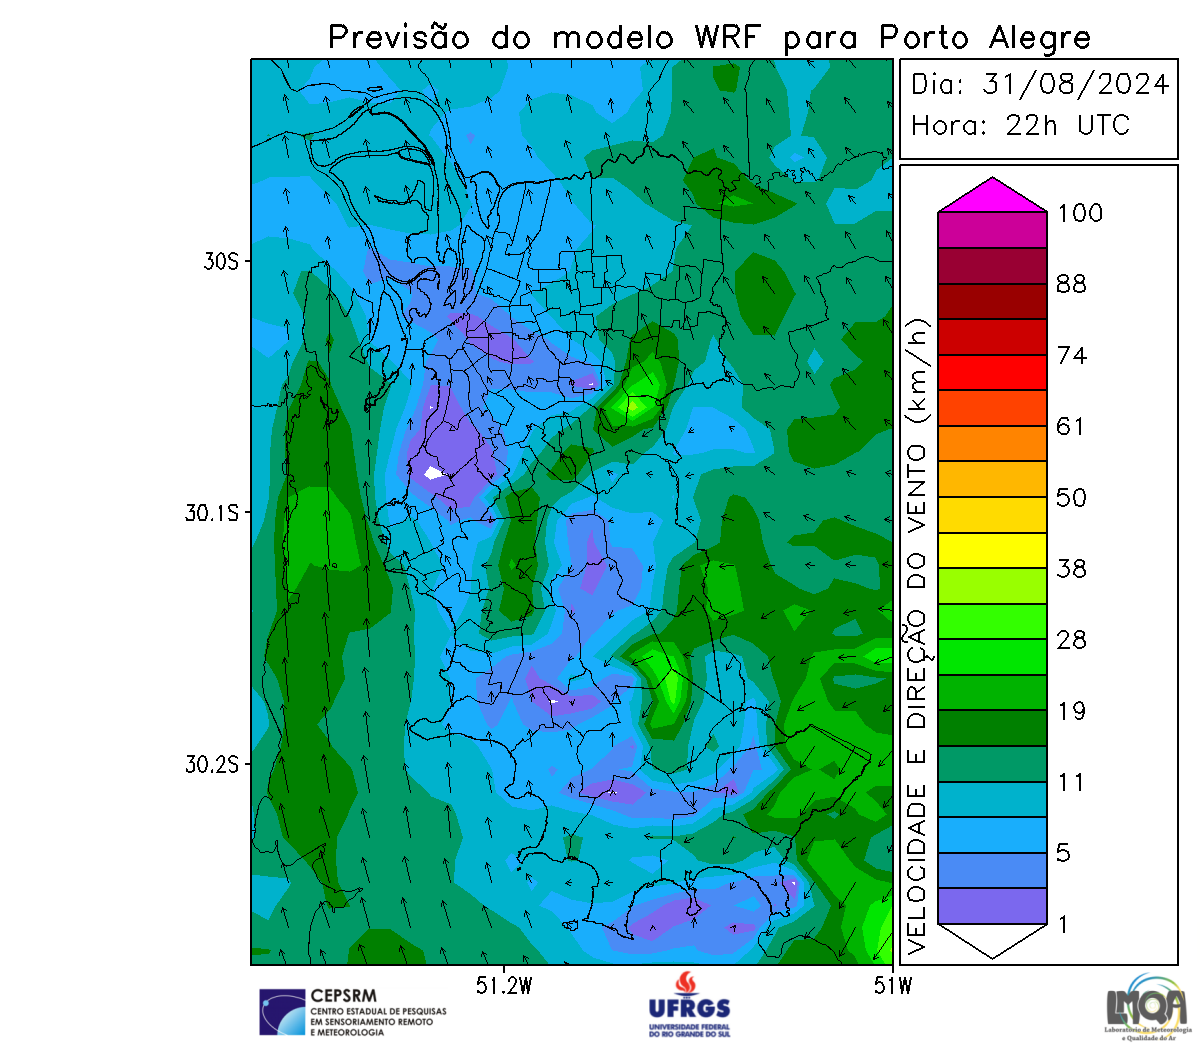 Previsão do modelo WRF para Porto Alegre
Dia: 31/08/2024
Hora: 22h UTC
30S
30.1S
30.2S
51.2W
51W
VELOCIDADE E DIREÇÃO DO VENTO (km/h)
100
88
74
61
50
38
28
19
11
5
1
CEPSRM
CENTRO ESTADUAL DE PESQUISAS
EM SENSORIAMENTO REMOTO
E METEOROLOGIA
UFRGS
UNIVERSIDADE FEDERAL
DO RIO GRANDE DO SUL
LMQA
Laboratório de Meteorologia
e Qualidade do Ar